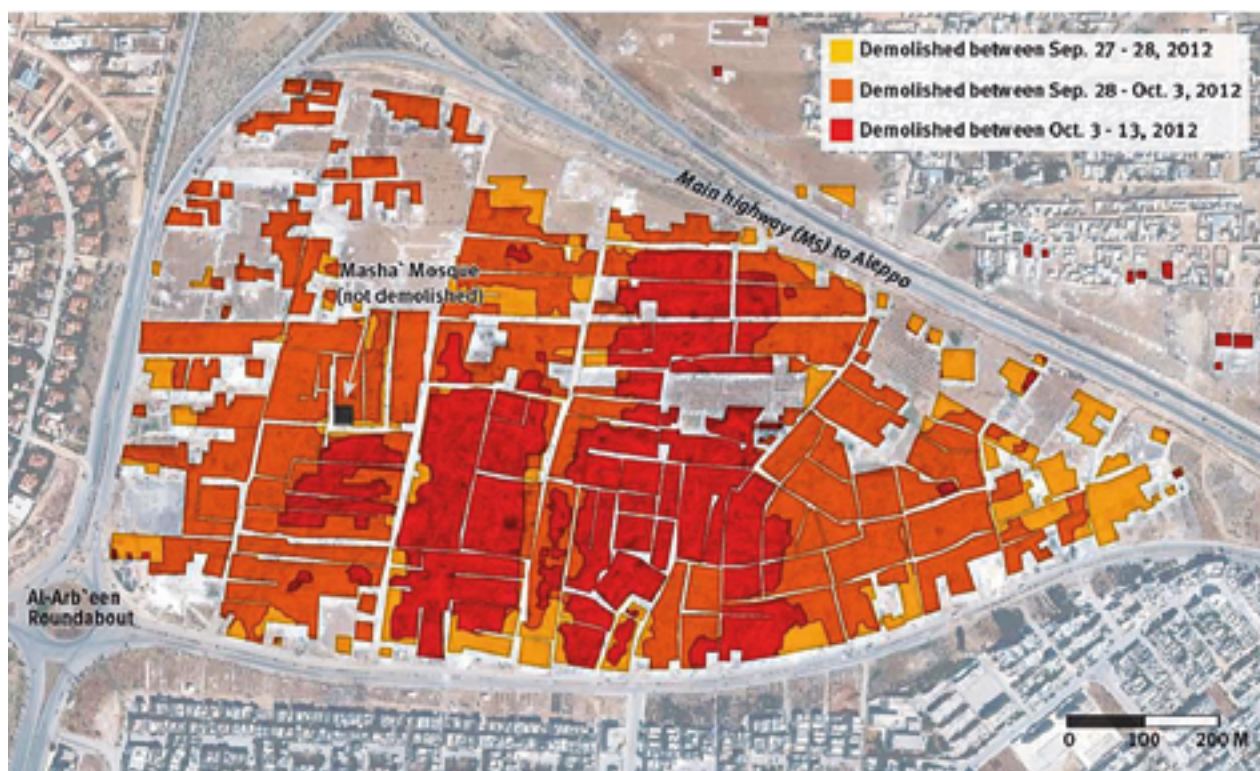 Demolished between Sep. 27 - 28, 2012
Demolished between Sep. 28 - Oct. 3, 2012
Demolished between Oct. 3 - 13, 2012
Main highway (M5) to Aleppo
Masha` Mosque
(not demolished)
Al-Arb`een
Roundabout
0 100 200 M